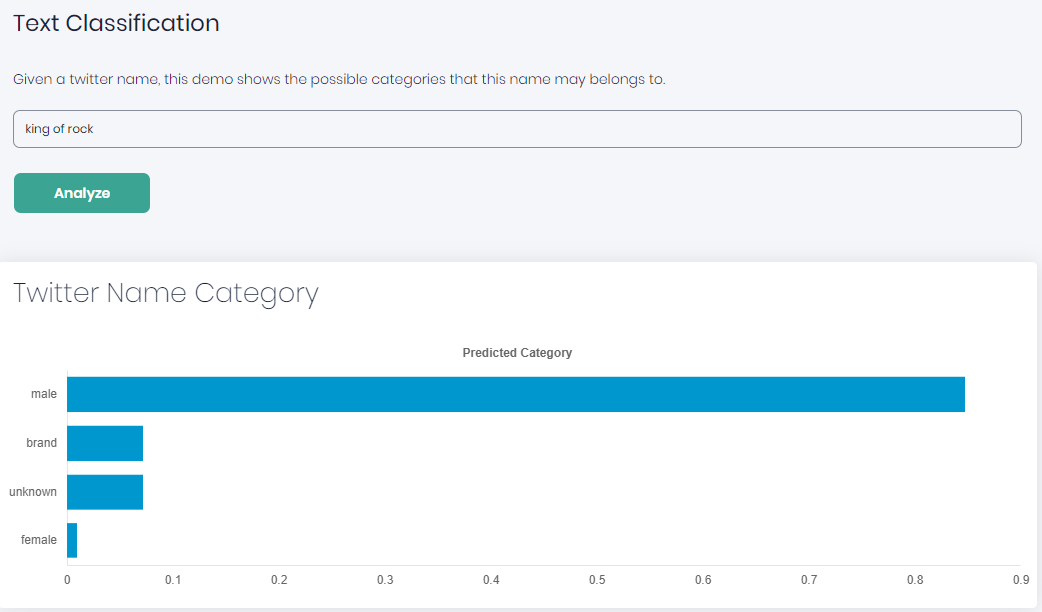 Text Classification
Given a twitter name, this demo shows the possible categories that this name may belongs to.
king of rock
Analyze
Twitter Name Category
Predicted Category
male
brand
unknown
female
0 0.1 0.2 0.3 0.4 0.5 0.6 0.7 0.8 0.9